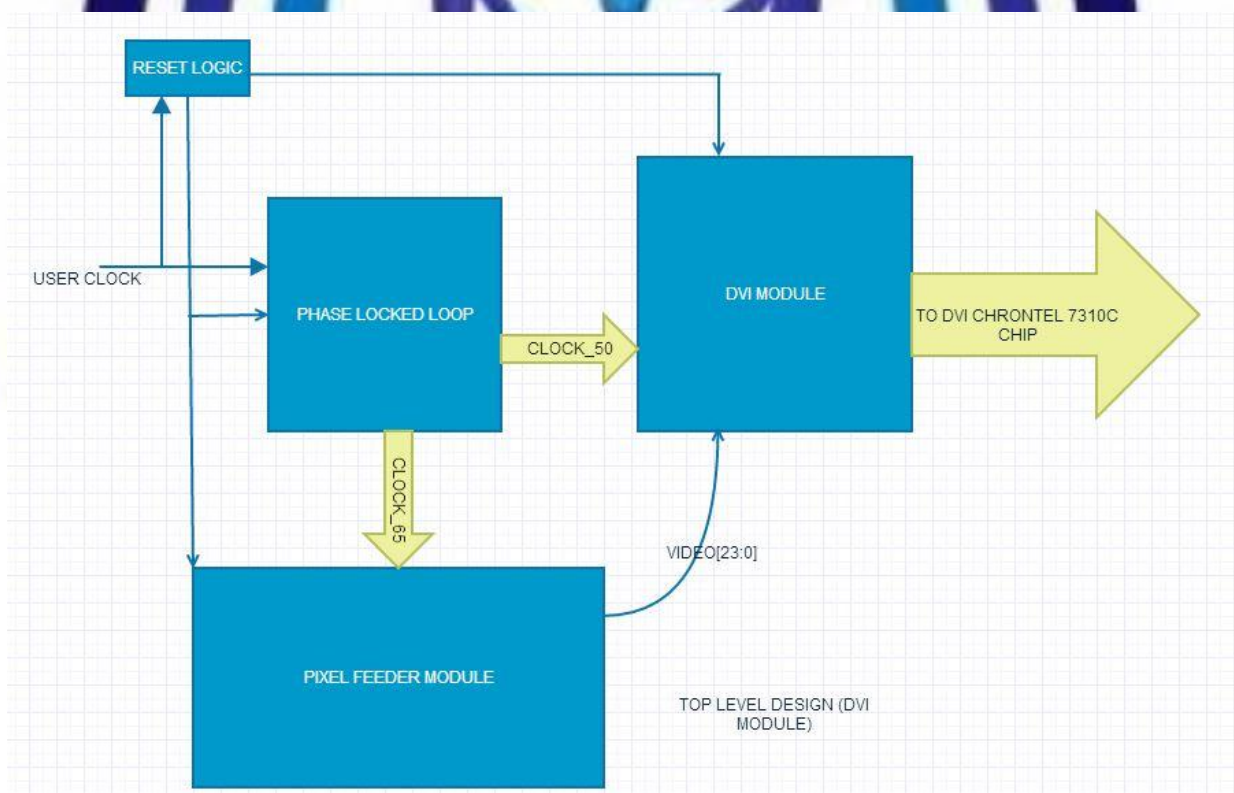 RESET LOGIC
USER CLOCK
PHASE LOCKED LOOP
DVI MODULE
TO DVI CHRONTEL 7310C
CHIP
CLOCK_50
CLOCK_65
VIDEO[23:0]
PIXEL FEEDER MODULE
TOP LEVEL DESIGN (DVI
MODULE)